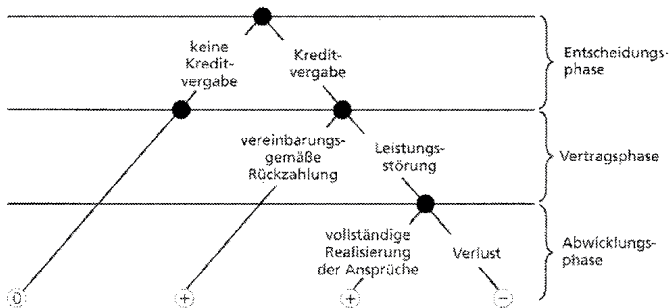 keine
Kredit-
vergabe
Kredit-
vergabe
Entscheidungs-
phase
vereinbarungs-
gemäße
Rückzahlung
Leistungs-
störung
Vertragsphase
vollständige
Realisierung
der Ansprüche
Verlust
Abwicklungs-
phase
0
+
+
−